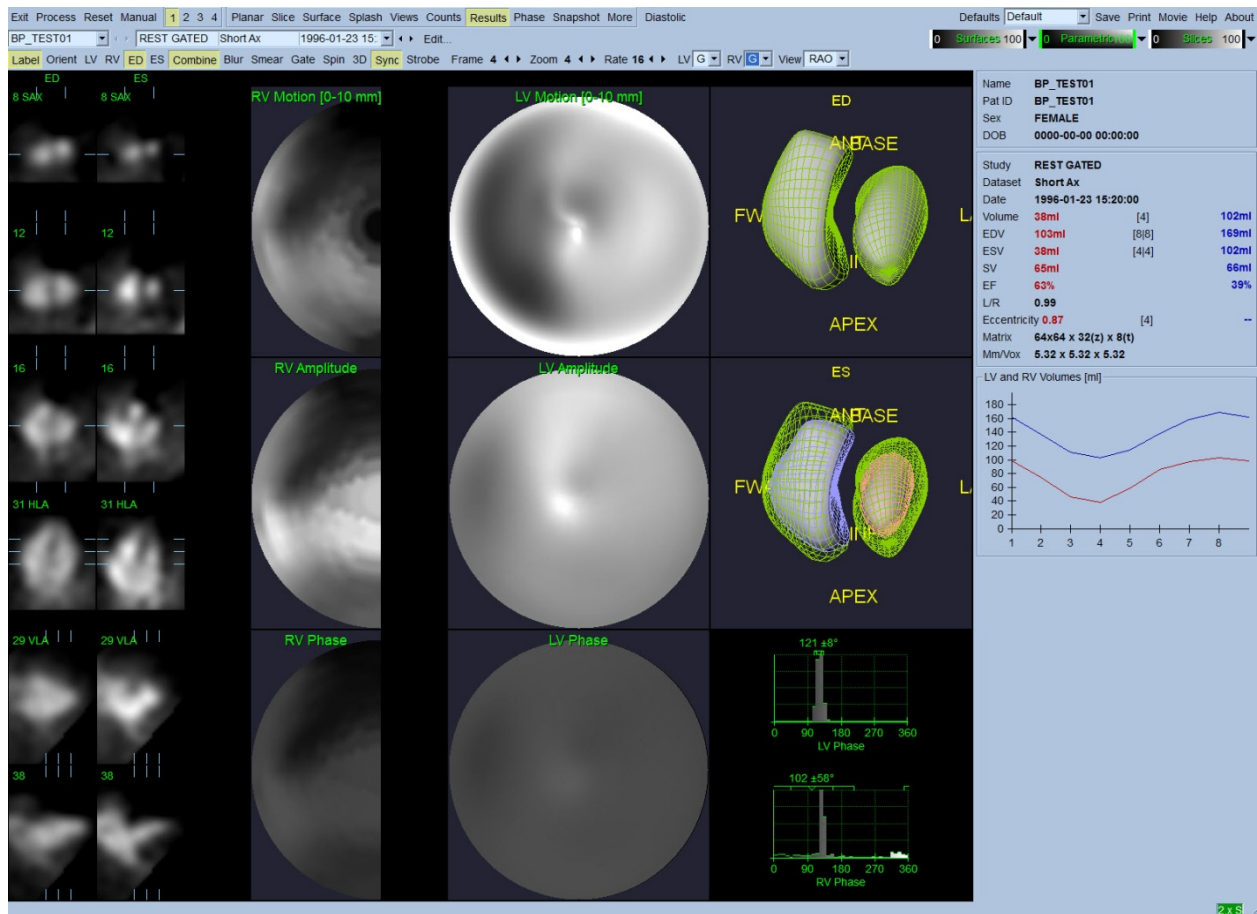 Exit Process Reset Manual 1 2 3 4 Planar Slice Surface Splash Views Counts Results Phase Snapshot More Diastolic Defaults Default Save Print Movie Help About
BP_TEST01 REST GATED Short Ax 1996-01-23 15: Edit... 0 Surfaces 100 0 Parametric 100 0 Slices 100
Label Orient LV RV ED ES Combine Blur Smear Gate Spin 3D Sync Strobe Frame 4 Zoom 4 Rate 16 LV G RV G View RAO
ED ES
8 SAX 8 SAX
12 12
16 16
31 HLA 31 HLA
29 VLA 29 VLA
38 38
RV Motion [0-10 mm]
RV Amplitude
RV Phase
LV Motion [0-10 mm]
LV Amplitude
LV Phase
ED
ANT BASE
FW
APEX
ES
ANT BASE
FW
INF
APEX
121 ±8°
0 90 180 270 360
LV Phase
102 ±58°
0 90 180 270 360
RV Phase
Name BP_TEST01
Pat ID BP_TEST01
Sex FEMALE
DOB 0000-00-00 00:00:00
Study REST GATED
Dataset Short Ax
Date 1996-01-23 15:20:00
Volume 38ml [4] 102ml
EDV 103ml [8|8] 169ml
ESV 38ml [4|4] 102ml
SV 65ml 66ml
EF 63% 39%
L/R 0.99
Eccentricity 0.87 [4] --
Matrix 64x64 x 32(z) x 8(t)
Mm/Vox 5.32 x 5.32 x 5.32
LV and RV Volumes [ml]
180
160
140
120
100
80
60
40
20
0
1 2 3 4 5 6 7 8
2 x S